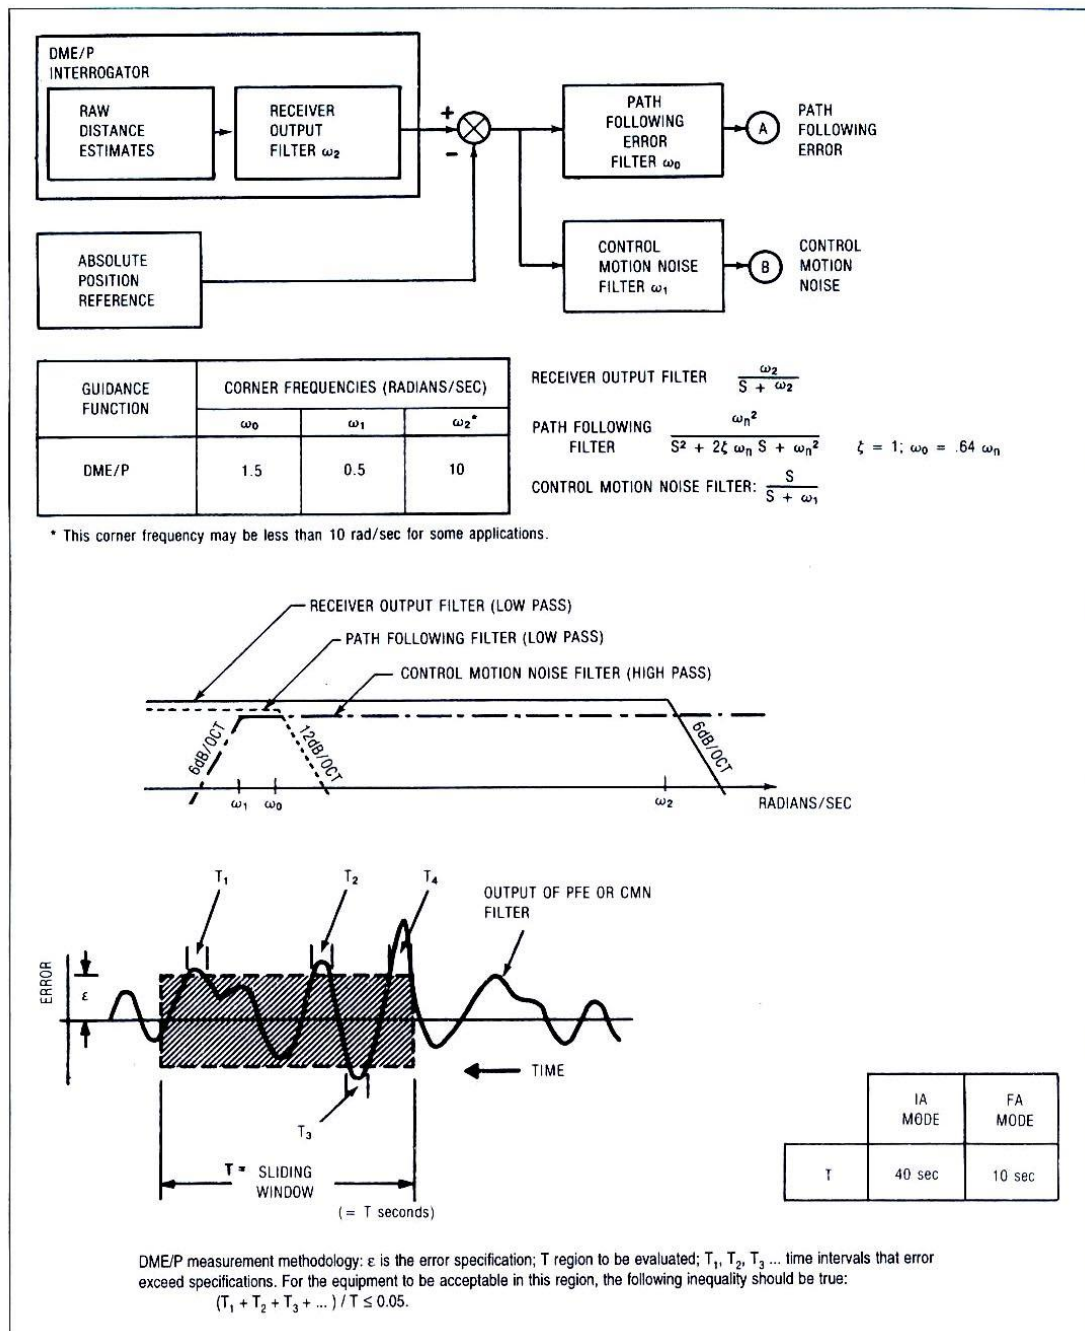 DME/P
INTERROGATOR
RAW
DISTANCE
ESTIMATES
RECEIVER
OUTPUT
FILTER ω₂
+
−
PATH
FOLLOWING
ERROR
FILTER ω₀
A
PATH
FOLLOWING
ERROR
ABSOLUTE
POSITION
REFERENCE
CONTROL
MOTION NOISE
FILTER ω₁
B
CONTROL
MOTION
NOISE
GUIDANCE
FUNCTION
CORNER FREQUENCIES (RADIANS/SEC)
ω₀ ω₁ ω₂*
DME/P 1.5 0.5 10
RECEIVER OUTPUT FILTER ω₂ / (S + ω₂)
PATH FOLLOWING
FILTER ωₙ² / (S² + 2ζ ωₙ S + ωₙ²) ζ = 1; ω₀ = .64 ωₙ
CONTROL MOTION NOISE FILTER: S / (S + ω₁)
* This corner frequency may be less than 10 rad/sec for some applications.
RECEIVER OUTPUT FILTER (LOW PASS)
PATH FOLLOWING FILTER (LOW PASS)
CONTROL MOTION NOISE FILTER (HIGH PASS)
6dB/OCT
12dB/OCT
6dB/OCT
ω₁ ω₀ ω₂
RADIANS/SEC
T₁ T₂ T₄
OUTPUT OF PFE OR CMN
FILTER
ERROR
ε
TIME
T₃
T = SLIDING
WINDOW
(= T seconds)
IA
MODE
FA
MODE
T 40 sec 10 sec
DME/P measurement methodology: ε is the error specification; T region to be evaluated; T₁, T₂, T₃ ... time intervals that error
exceed specifications. For the equipment to be acceptable in this region, the following inequality should be true:
(T₁ + T₂ + T₃ + ... ) / T ≤ 0.05.